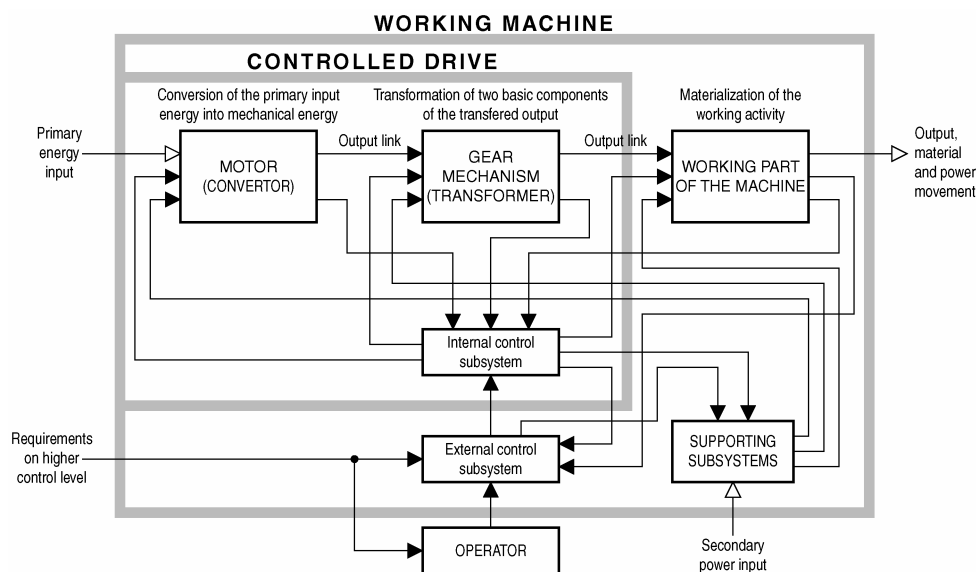 WORKING MACHINE
CONTROLLED DRIVE
Conversion of the primary input
energy into mechanical energy
Transformation of two basic components
of the transfered output
Materialization of the
working activity
Primary
energy
input
MOTOR
(CONVERTOR)
Output link
GEAR
MECHANISM
(TRANSFORMER)
Output link
WORKING PART
OF THE MACHINE
Output,
material
and power
movement
Internal control
subsystem
Requirements
on higher
control level
External control
subsystem
SUPPORTING
SUBSYSTEMS
OPERATOR
Secondary
power input